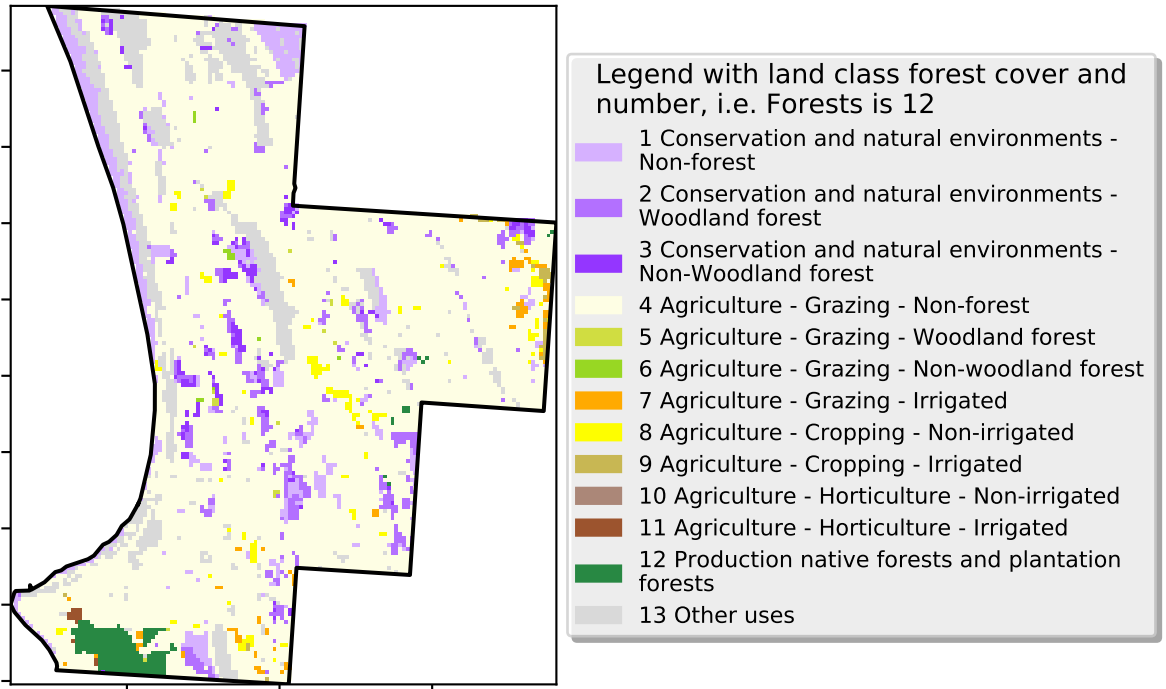 Legend with land class forest cover and
number, i.e. Forests is 12
1 Conservation and natural environments -
Non-forest
2 Conservation and natural environments -
Woodland forest
3 Conservation and natural environments -
Non-Woodland forest
4 Agriculture - Grazing - Non-forest
5 Agriculture - Grazing - Woodland forest
6 Agriculture - Grazing - Non-woodland forest
7 Agriculture - Grazing - Irrigated
8 Agriculture - Cropping - Non-irrigated
9 Agriculture - Cropping - Irrigated
10 Agriculture - Horticulture - Non-irrigated
11 Agriculture - Horticulture - Irrigated
12 Production native forests and plantation
forests
13 Other uses